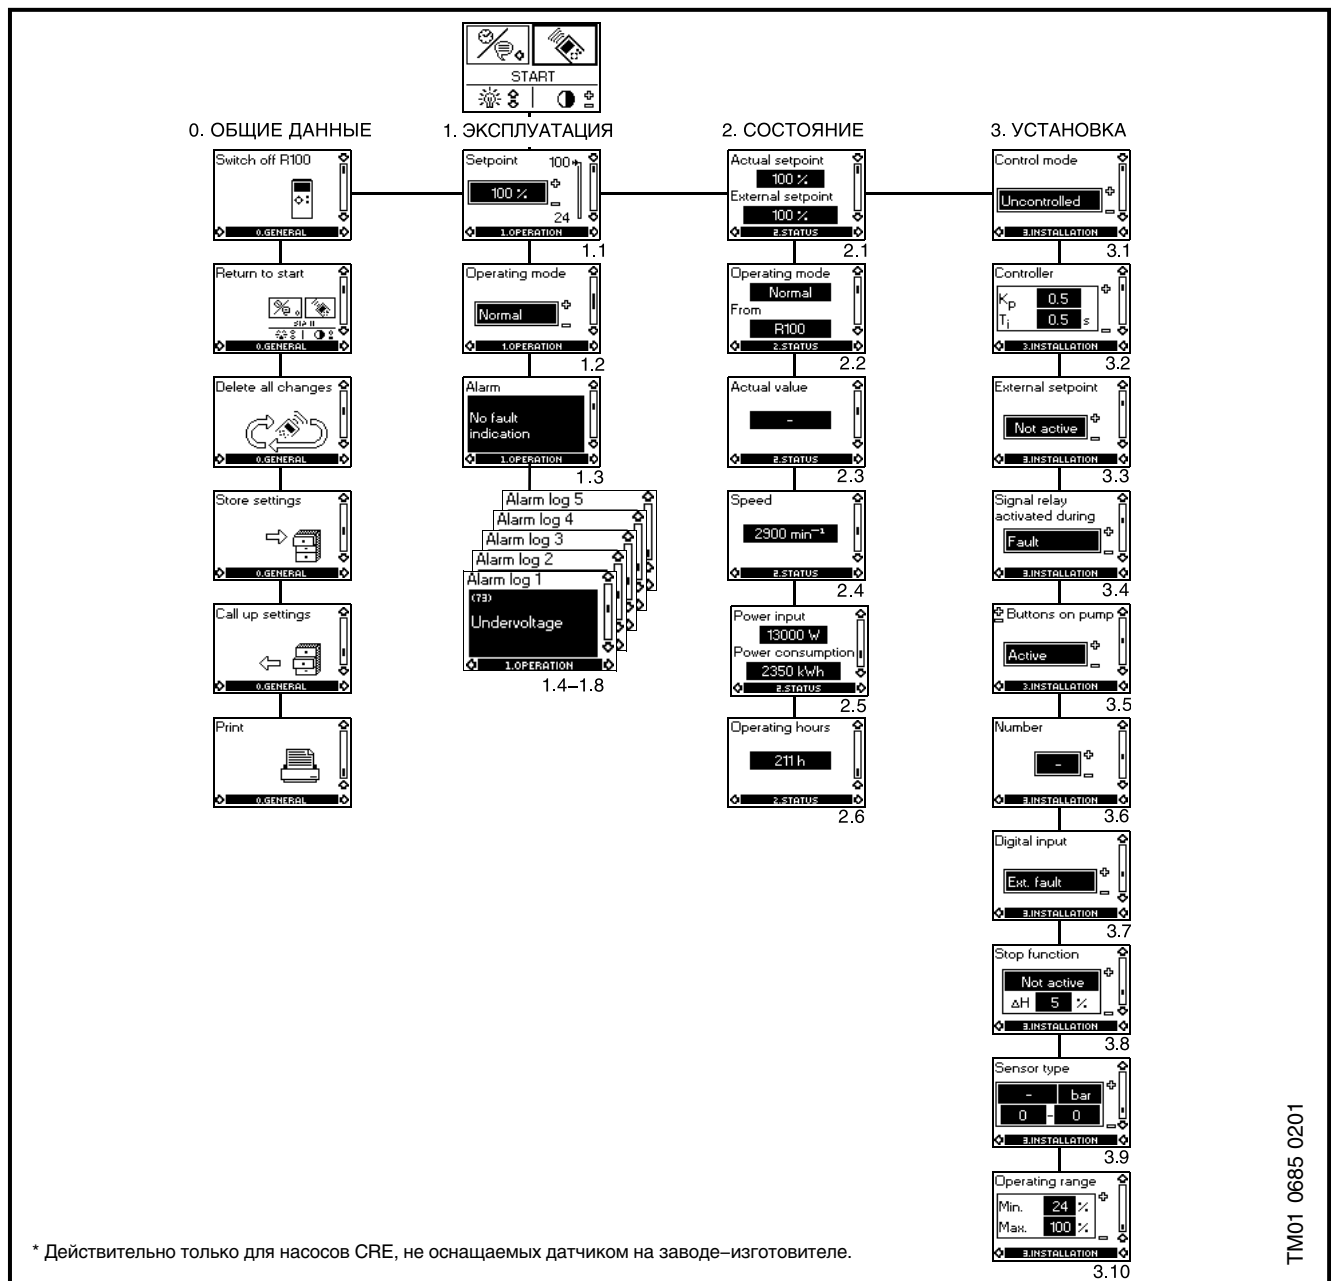 START
0. ОБЩИЕ ДАННЫЕ
1. ЭКСПЛУАТАЦИЯ
2. СОСТОЯНИЕ
3. УСТАНОВКА
Switch off R100
0.GENERAL
Return to start
START
0.GENERAL
Delete all changes
0.GENERAL
Store settings
0.GENERAL
Call up settings
0.GENERAL
Print
0.GENERAL
Setpoint
100
100 %
24
1.OPERATION
1.1
Operating mode
Normal
1.OPERATION
1.2
Alarm
No fault
indication
1.OPERATION
1.3
Alarm log 5
Alarm log 4
Alarm log 3
Alarm log 2
Alarm log 1
(73)
Undervoltage
1.OPERATION
1.4–1.8
Actual setpoint
100 %
External setpoint
100 %
2.STATUS
2.1
Operating mode
Normal
From
R100
2.STATUS
2.2
Actual value
-
2.STATUS
2.3
Speed
2900 min⁻¹
2.STATUS
2.4
Power input
13000 W
Power consumption
2350 kWh
2.STATUS
2.5
Operating hours
211 h
2.STATUS
2.6
Control mode
Uncontrolled
3.INSTALLATION
3.1
Controller
Kp 0.5
Ti 0.5 s
3.INSTALLATION
3.2
External setpoint
Not active
3.INSTALLATION
3.3
Signal relay
activated during
Fault
3.INSTALLATION
3.4
Buttons on pump
Active
3.INSTALLATION
3.5
Number
-
3.INSTALLATION
3.6
Digital input
Ext. fault
3.INSTALLATION
3.7
Stop function
Not active
ΔH 5 %
3.INSTALLATION
3.8
Sensor type
- bar
0 - 0
3.INSTALLATION
3.9
Operating range
Min. 24 %
Max. 100 %
3.INSTALLATION
3.10
* Действительно только для насосов CRE, не оснащаемых датчиком на заводе–изготовителе.
TM01 0685 0201